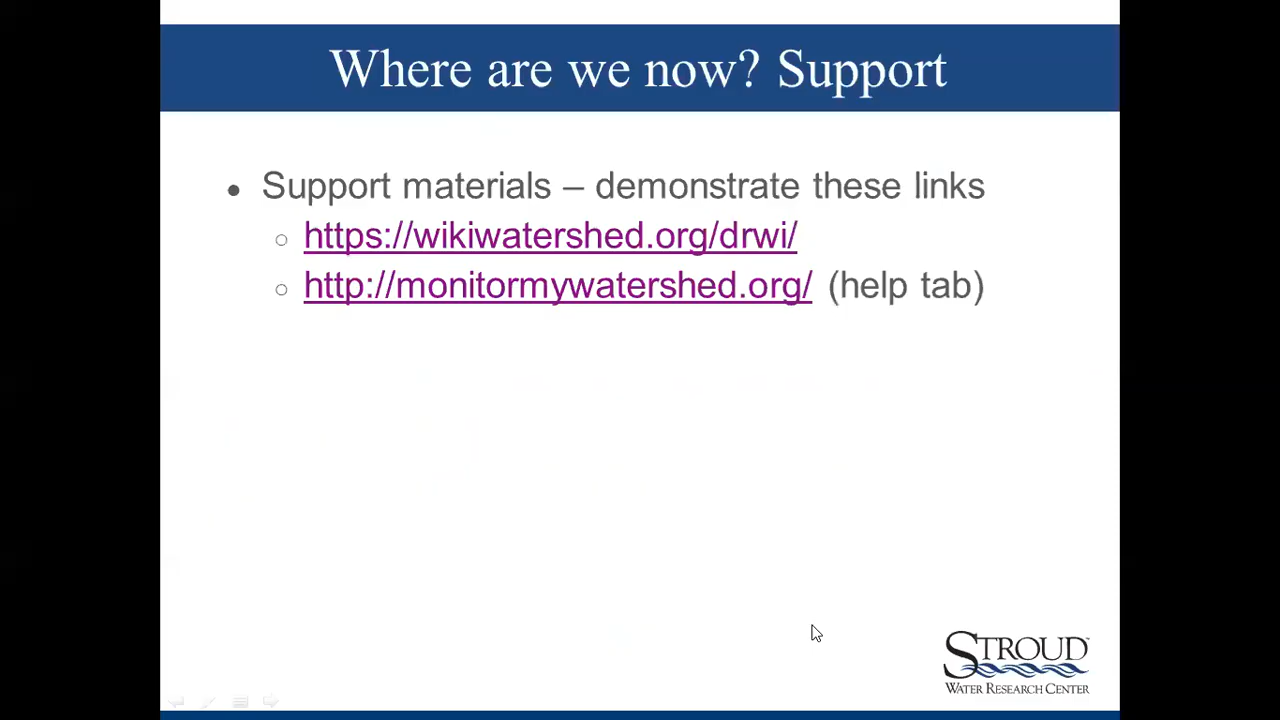 Where are we now? Support
● Support materials – demonstrate these links
○ https://wikiwatershed.org/drwi/
○ http://monitormywatershed.org/ (help tab)
STROUD
WATER RESEARCH CENTER